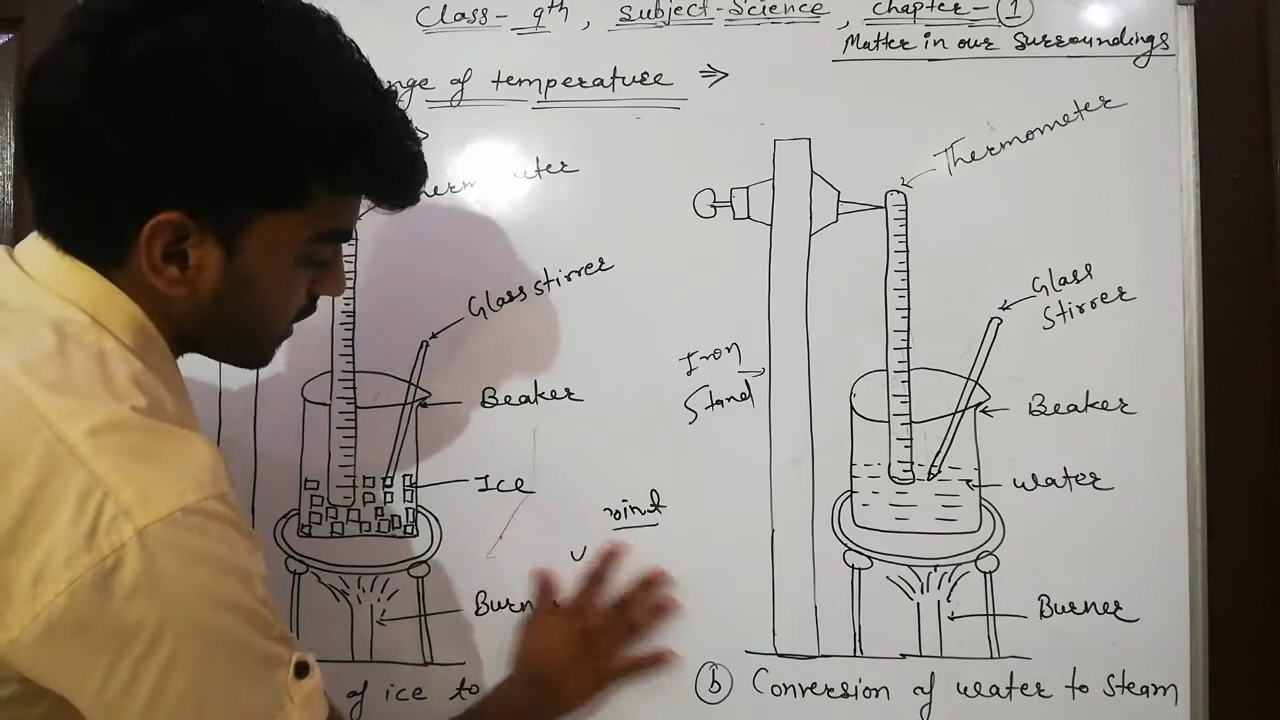 Class- 9th, Subject-Science, Chapter-①
Matter in our Surroundings
of temperature ⇒
Thermometer
Glass stirrer
Beaker
Ice
of ice to
Iron
Stand
Thermometer
Glass
Stirrer
Beaker
Water
Burner
ⓑ Conversion of water to Steam